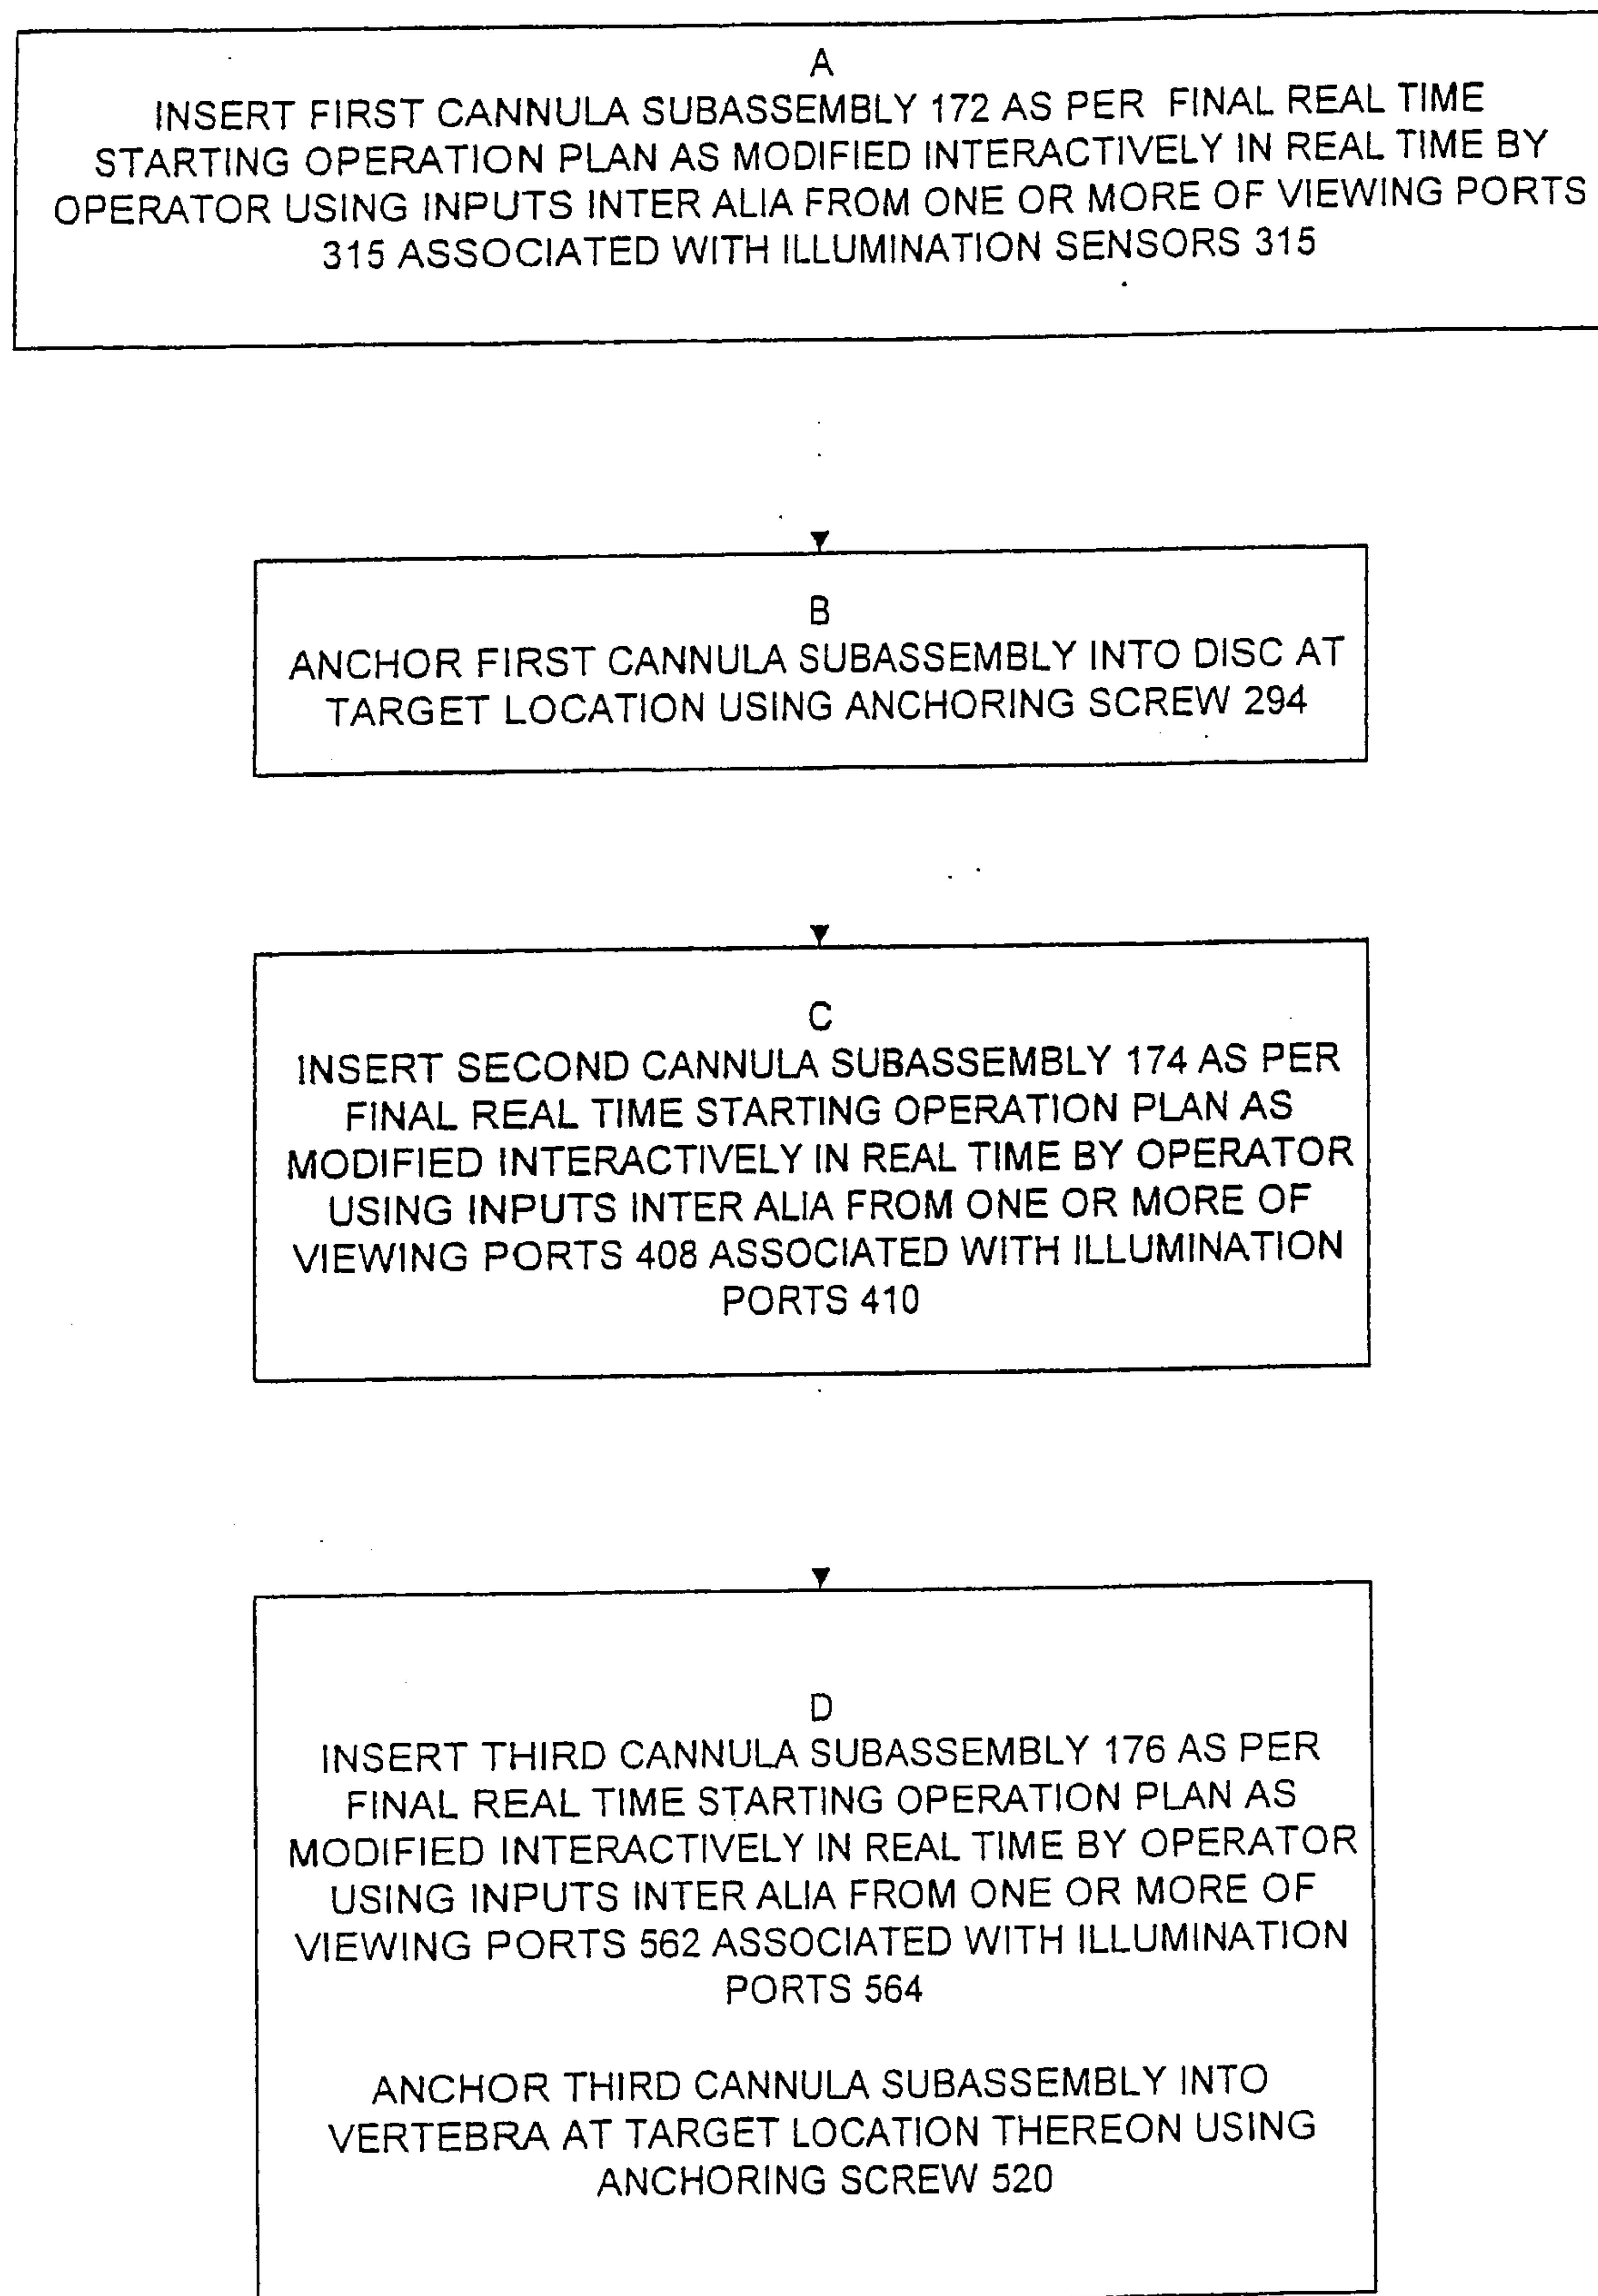 A
INSERT FIRST CANNULA SUBASSEMBLY 172 AS PER FINAL REAL TIME
STARTING OPERATION PLAN AS MODIFIED INTERACTIVELY IN REAL TIME BY
OPERATOR USING INPUTS INTER ALIA FROM ONE OR MORE OF VIEWING PORTS
315 ASSOCIATED WITH ILLUMINATION SENSORS 315
B
ANCHOR FIRST CANNULA SUBASSEMBLY INTO DISC AT
TARGET LOCATION USING ANCHORING SCREW 294
C
INSERT SECOND CANNULA SUBASSEMBLY 174 AS PER
FINAL REAL TIME STARTING OPERATION PLAN AS
MODIFIED INTERACTIVELY IN REAL TIME BY OPERATOR
USING INPUTS INTER ALIA FROM ONE OR MORE OF
VIEWING PORTS 408 ASSOCIATED WITH ILLUMINATION
PORTS 410
D
INSERT THIRD CANNULA SUBASSEMBLY 176 AS PER
FINAL REAL TIME STARTING OPERATION PLAN AS
MODIFIED INTERACTIVELY IN REAL TIME BY OPERATOR
USING INPUTS INTER ALIA FROM ONE OR MORE OF
VIEWING PORTS 562 ASSOCIATED WITH ILLUMINATION
PORTS 564
ANCHOR THIRD CANNULA SUBASSEMBLY INTO
VERTEBRA AT TARGET LOCATION THEREON USING
ANCHORING SCREW 520